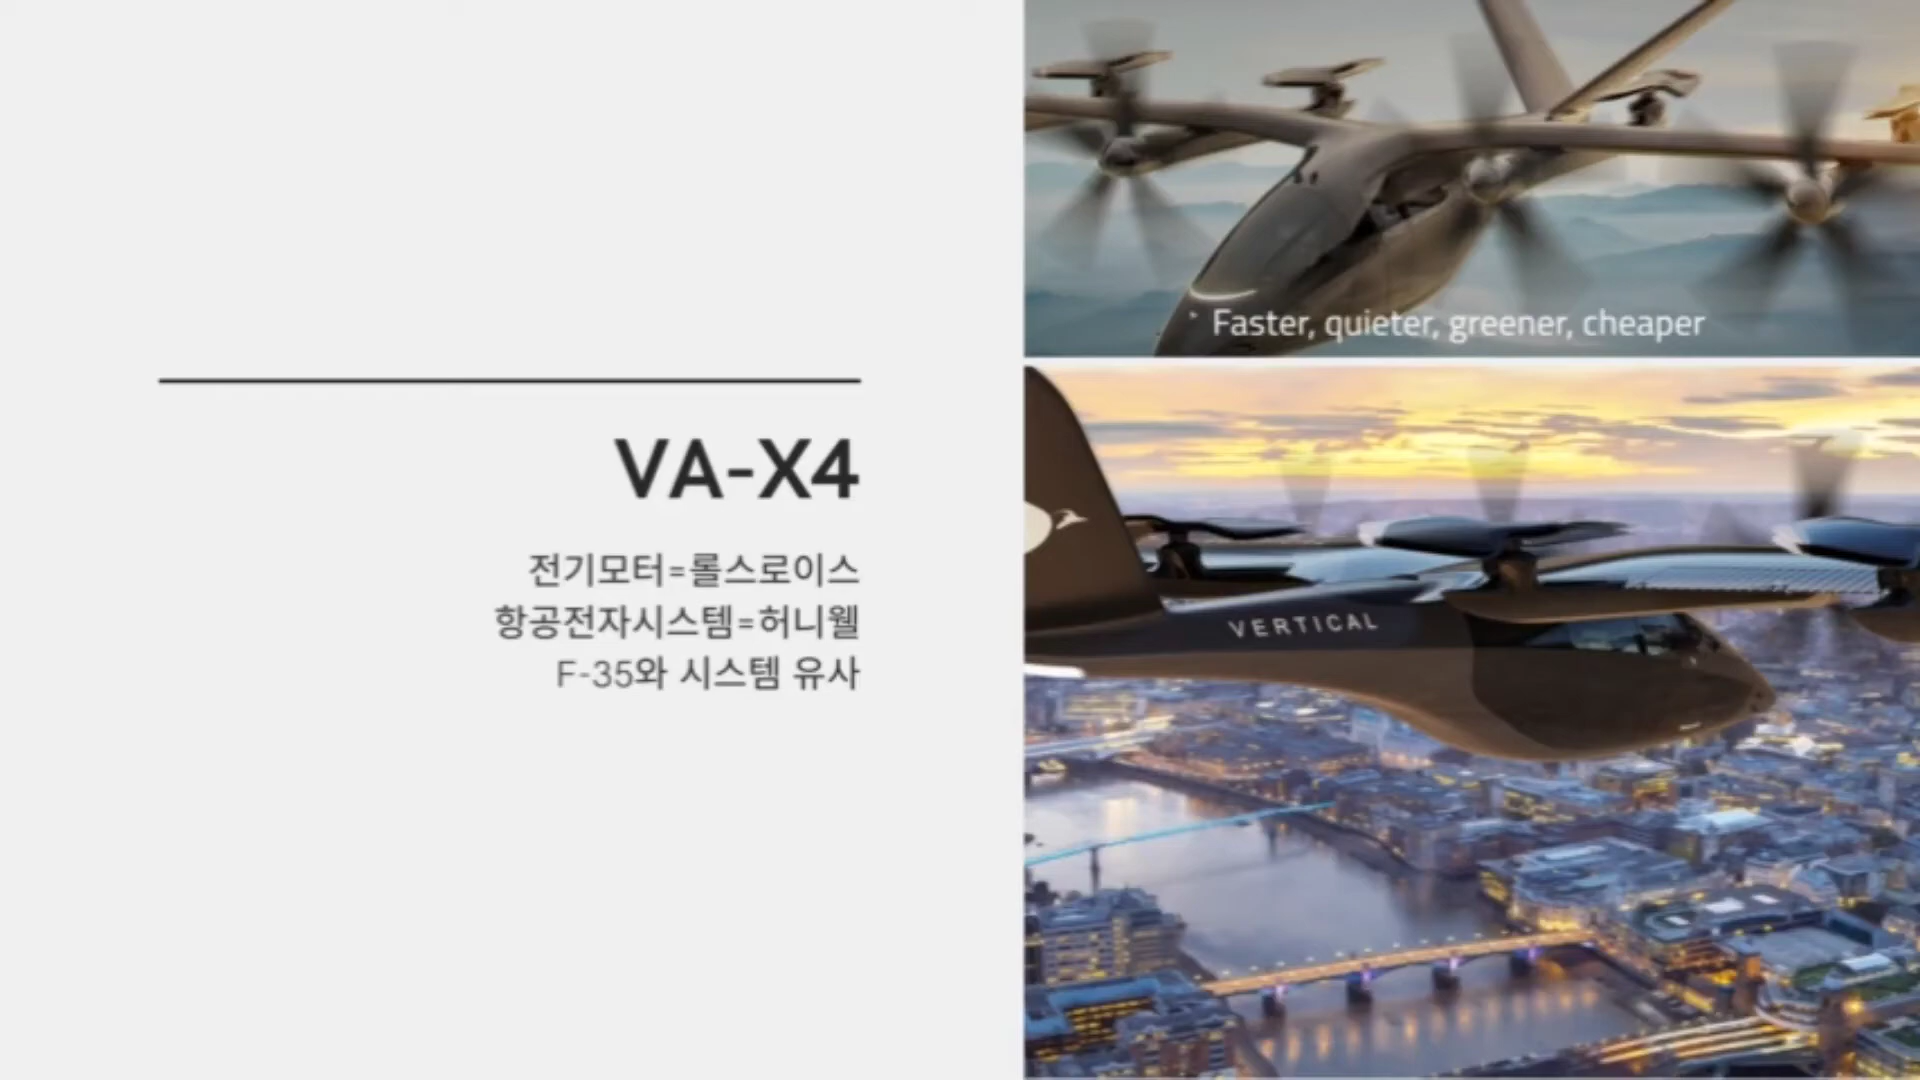 VA-X4
전기모터=롤스로이스
항공전자시스템=허니웰
F-35와 시스템 유사
Faster, quieter, greener, cheaper
VERTICAL